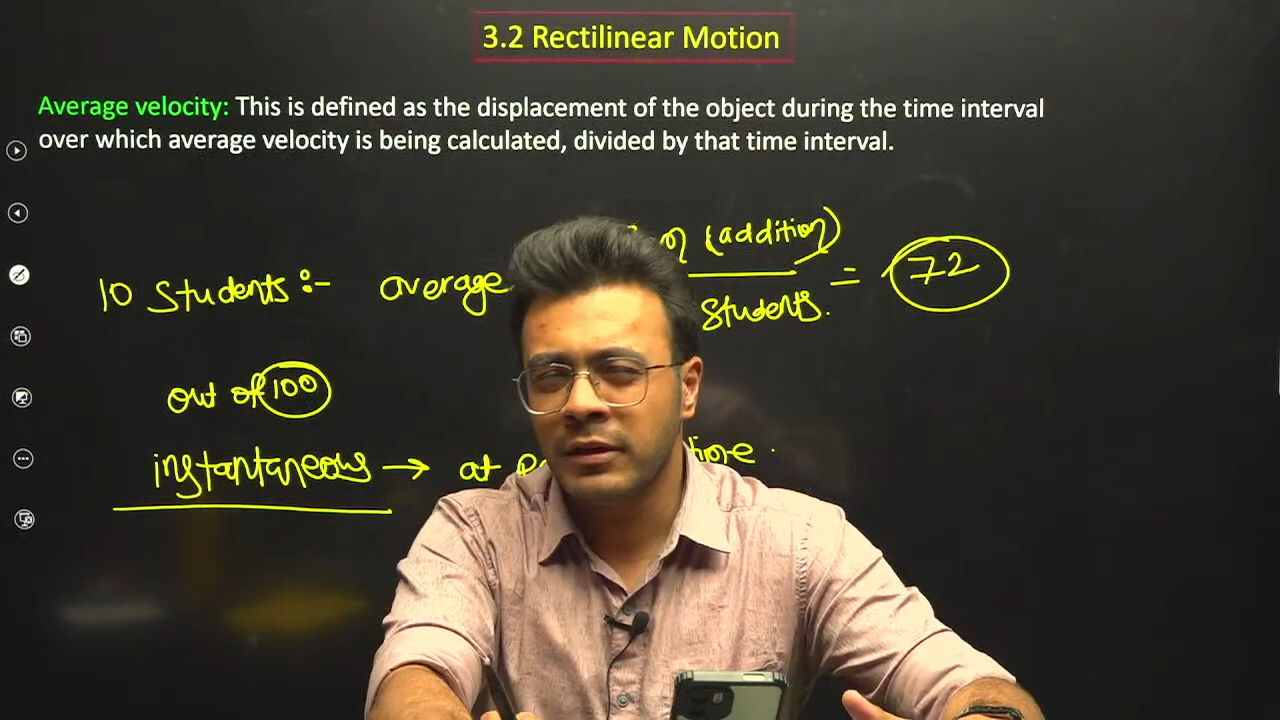 3.2 Rectilinear Motion
Average velocity: This is defined as the displacement of the object during the time interval
over which average velocity is being calculated, divided by that time interval.
10 Students :- average (addition) = 72
Students.
out of 100
instantaneous → at